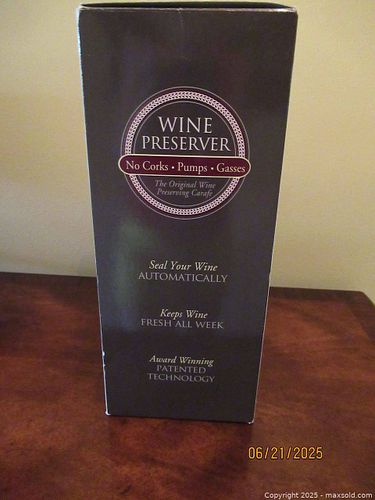 WINE
PRESERVER
No Corks • Pumps • Gasses
The Original Wine
Preserving Carafe
Seal Your Wine
AUTOMATICALLY
Keeps Wine
FRESH ALL WEEK
Award Winning
PATENTED
TECHNOLOGY
06/21/2025
Copyright 2025 - maxsold.com